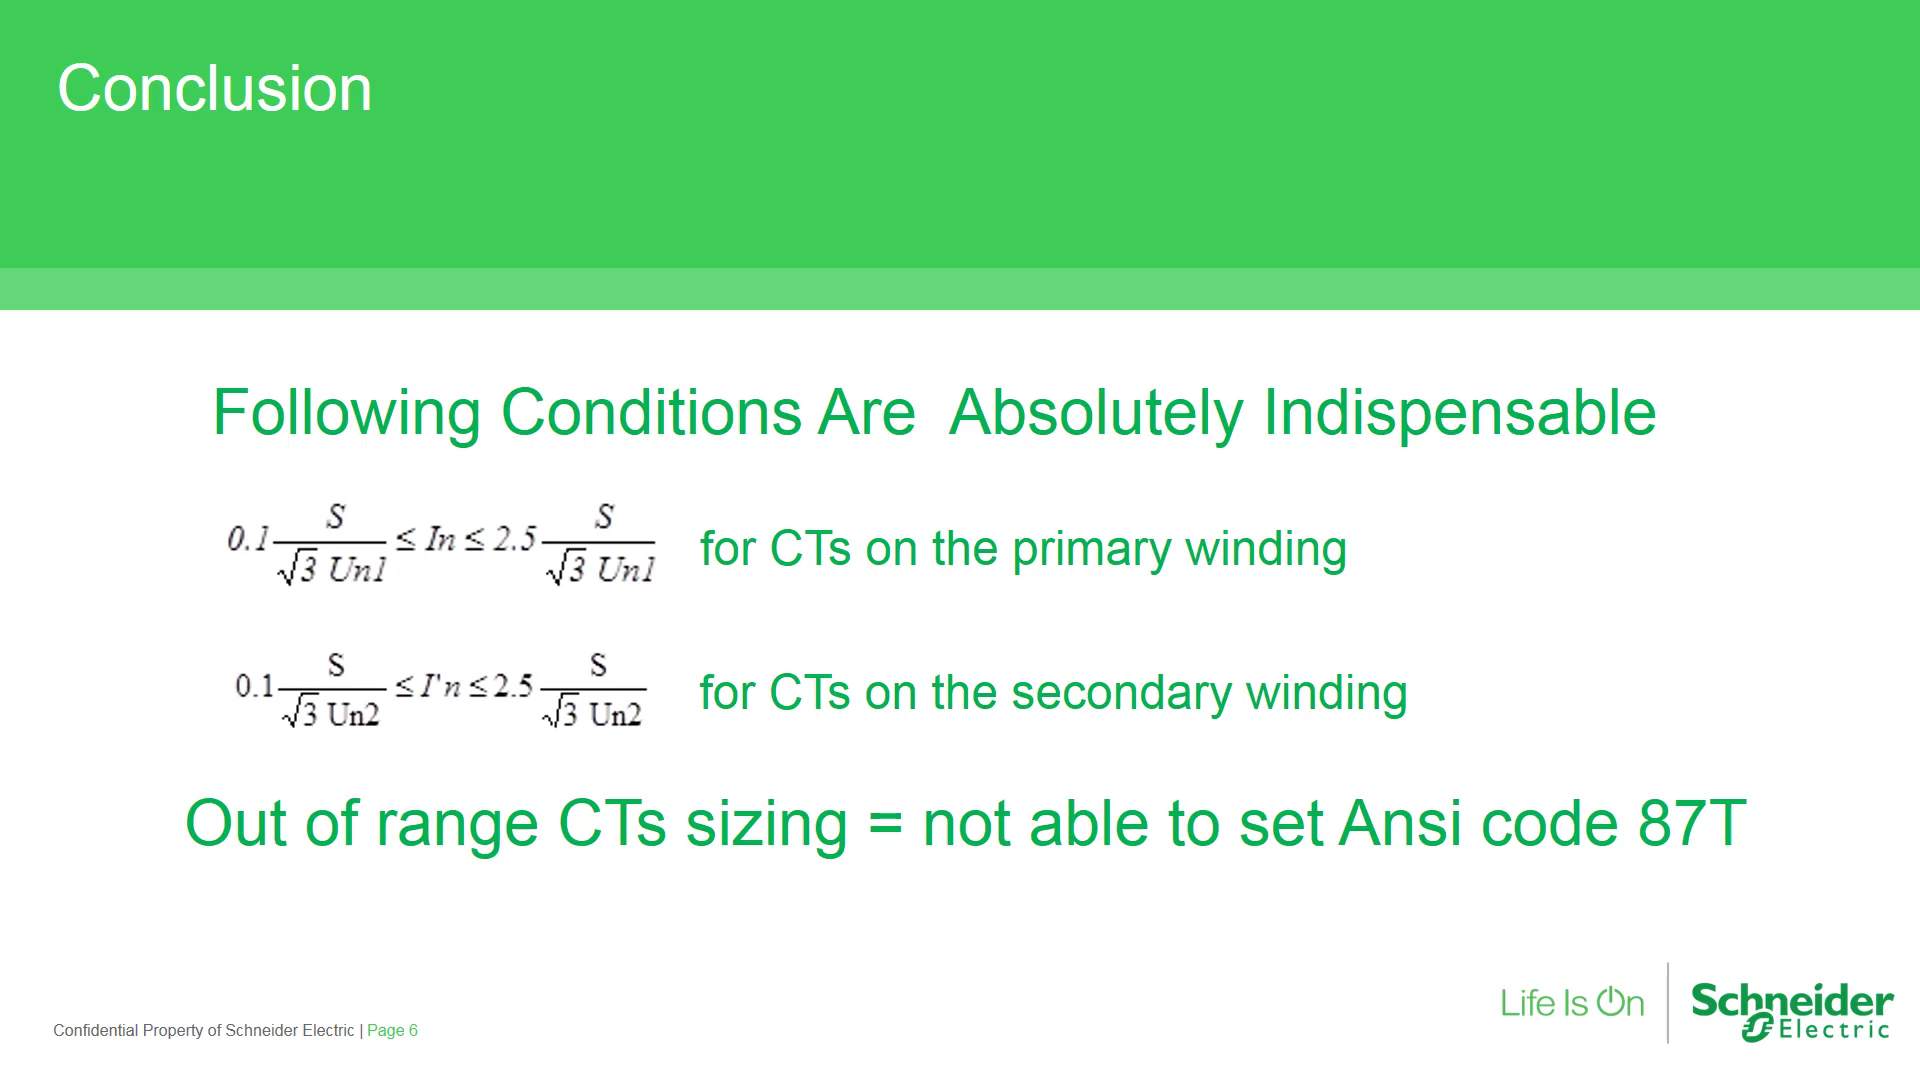 Conclusion
Following Conditions Are  Absolutely Indispensable
0.1 S/(√3 Un1) ≤ In ≤ 2.5 S/(√3 Un1) for CTs on the primary winding
0.1 S/(√3 Un2) ≤ I'n ≤ 2.5 S/(√3 Un2) for CTs on the secondary winding
Out of range CTs sizing = not able to set Ansi code 87T
Life Is On
Schneider
Electric
Confidential Property of Schneider Electric | Page 6